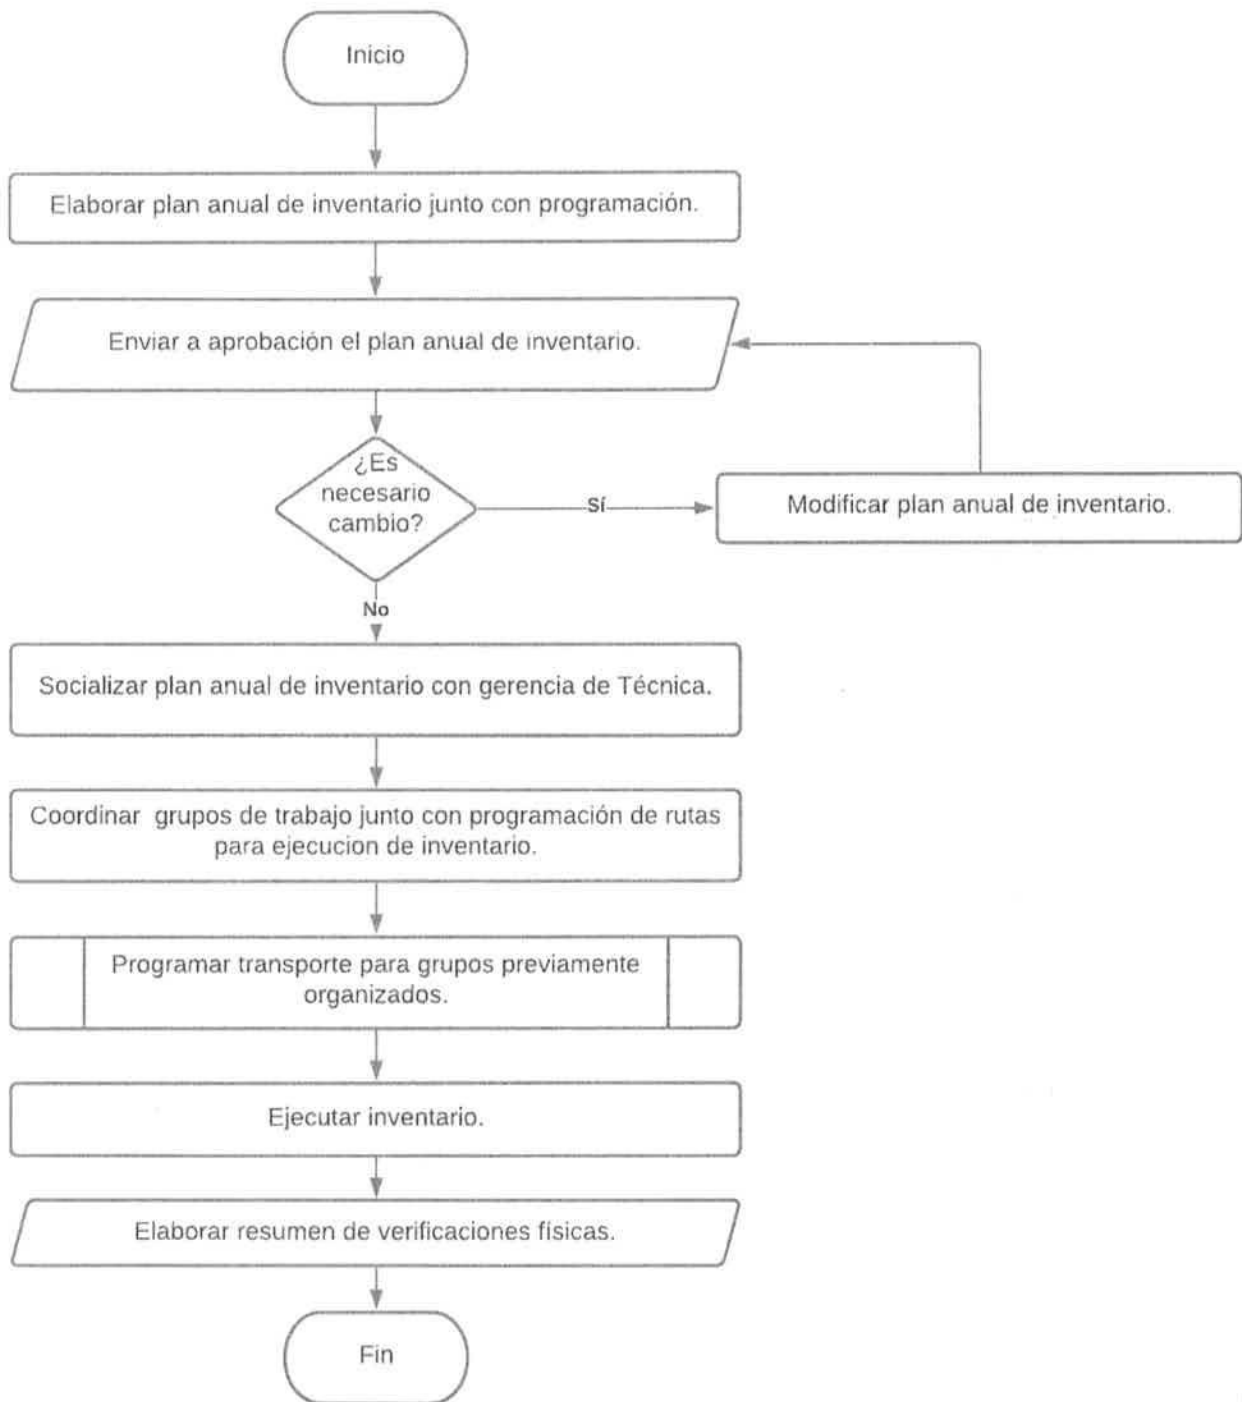 Inicio
Elaborar plan anual de inventario junto con programación.
Enviar a aprobación el plan anual de inventario.
¿Es
necesario
cambio?
Sí
Modificar plan anual de inventario.
No
Socializar plan anual de inventario con gerencia de Técnica.
Coordinar grupos de trabajo junto con programación de rutas
para ejecucion de inventario.
Programar transporte para grupos previamente
organizados.
Ejecutar inventario.
Elaborar resumen de verificaciones físicas.
Fin